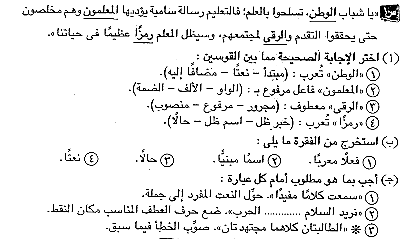 «يا شباب الوطن، تسلحوا بالعلم؛ فالتعليم رسالة سامية يؤديها المعلمون وهم مخلصون
حتى يحققوا التقدم والرقي لمجتمعهم، وسيظل المعلم رمزًا عظيمًا في حياتنا».
(أ) اختر الإجابة الصحيحة مما بين القوسين :
① «الوطن» تُعرب : (مبتدأ - نعتًا - مضافًا إليه).
② «المعلمون» فاعل مرفوع بـ : (الواو - الألف - الضمة).
③ «الرقي» معطوف : (مجرور - مرفوع - منصوب).
④ «رمزًا» تُعرب : (خبر ظل - اسم ظل - حالًا).
(ب) استخرج من الفقرة ما يلى :
① فعلًا معربًا. ② اسمًا مبنيًّا. ③ حالًا. ④ نعتًا.
(جـ) أجب بما هو مطلوب أمام كل عبارة :
① «سمعت كلامًا مفيدًا». حوِّل النعت المفرد إلى جملة.
② «نريد السلام ............ الحرب». ضع حرف العطف المناسب مكان النقط.
③ * «الطالبتان كلاهما مجتهدتان». صوِّب الخطأ فيما سبق.